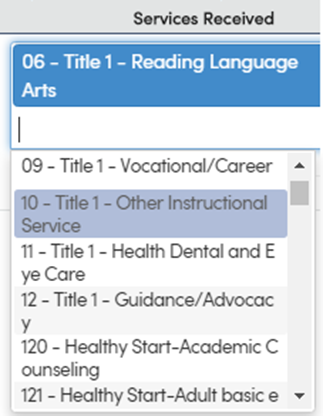 Services Received
06 - Title 1 - Reading Language
Arts
09 - Title 1 - Vocational/Career
10 - Title 1 - Other Instructional
Service
11 - Title 1 - Health Dental and E
ye Care
12 - Title 1 - Guidance/Advocac
y
120 - Healthy Start-Academic C
ounseling
121 - Healthy Start-Adult basic e